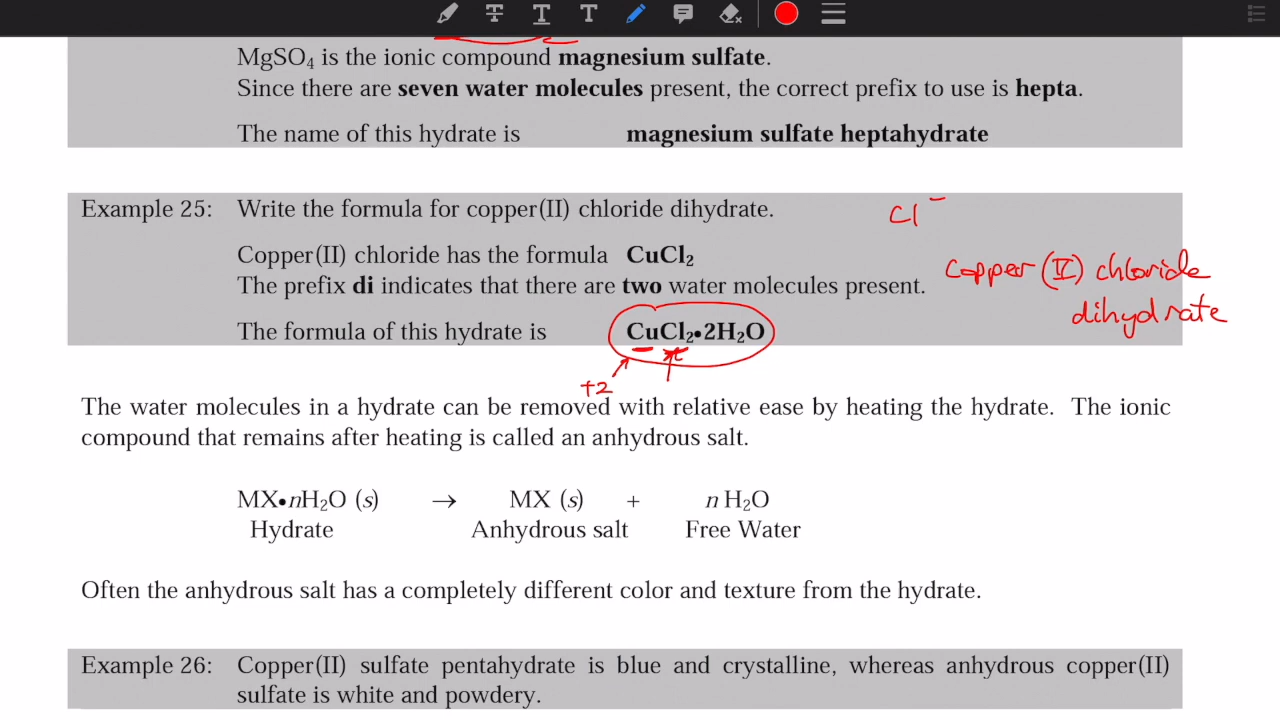 MgSO₄ is the ionic compound magnesium sulfate.
Since there are seven water molecules present, the correct prefix to use is hepta.
The name of this hydrate is magnesium sulfate heptahydrate
Example 25: Write the formula for copper(II) chloride dihydrate.
Cl⁻
Copper(II) chloride has the formula CuCl₂
The prefix di indicates that there are two water molecules present.
Copper (II) chloride
dihydrate
The formula of this hydrate is CuCl₂•2H₂O
+2
The water molecules in a hydrate can be removed with relative ease by heating the hydrate. The ionic
compound that remains after heating is called an anhydrous salt.
MX•nH₂O (s) → MX (s) + n H₂O
Hydrate Anhydrous salt Free Water
Often the anhydrous salt has a completely different color and texture from the hydrate.
Example 26: Copper(II) sulfate pentahydrate is blue and crystalline, whereas anhydrous copper(II)
sulfate is white and powdery.